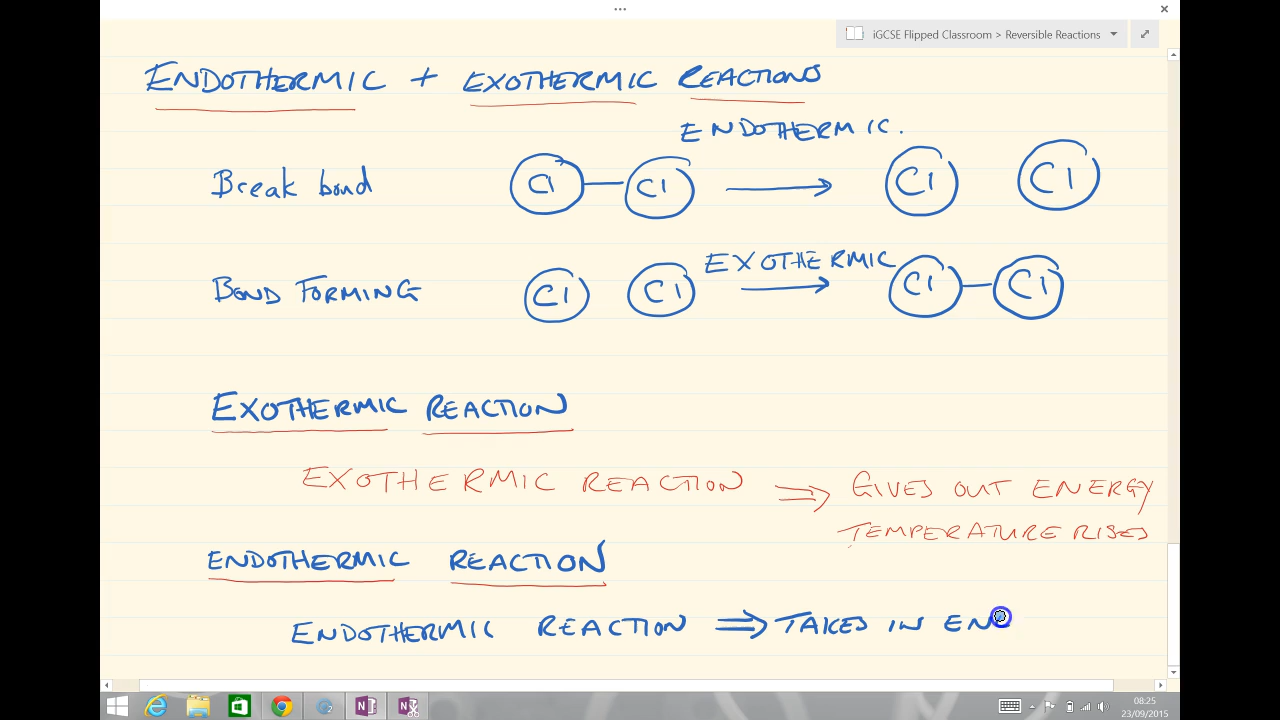 iGCSE Flipped Classroom > Reversible Reactions
ENDOTHERMIC + EXOTHERMIC REACTIONS
ENDOTHERMIC.
Break bond Cl Cl Cl Cl
EXOTHERMIC
BOND FORMING Cl Cl Cl Cl
EXOTHERMIC REACTION
EXOTHERMIC REACTION ⇒ GIVES OUT ENERGY
TEMPERATURE RISES
ENDOTHERMIC REACTION
ENDOTHERMIC REACTION ⇒ TAKES IN EN
08:25
23/09/2015